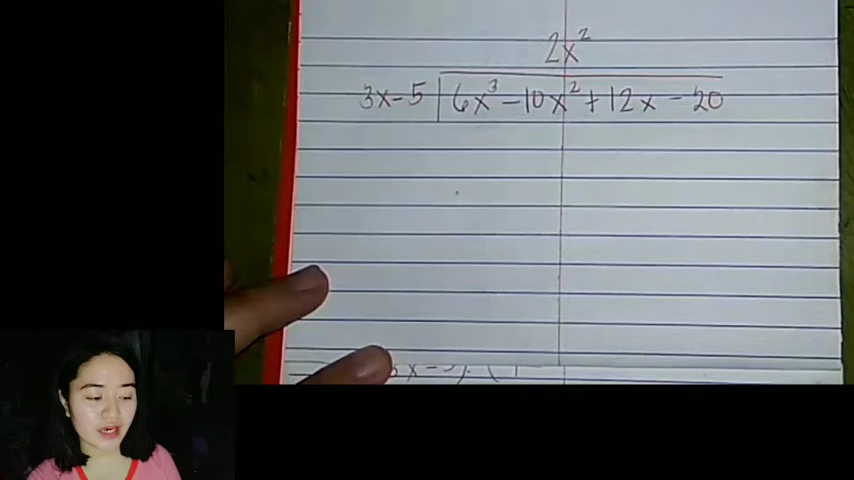 2x²
3x-5 6x³ - 10x² + 12x - 20